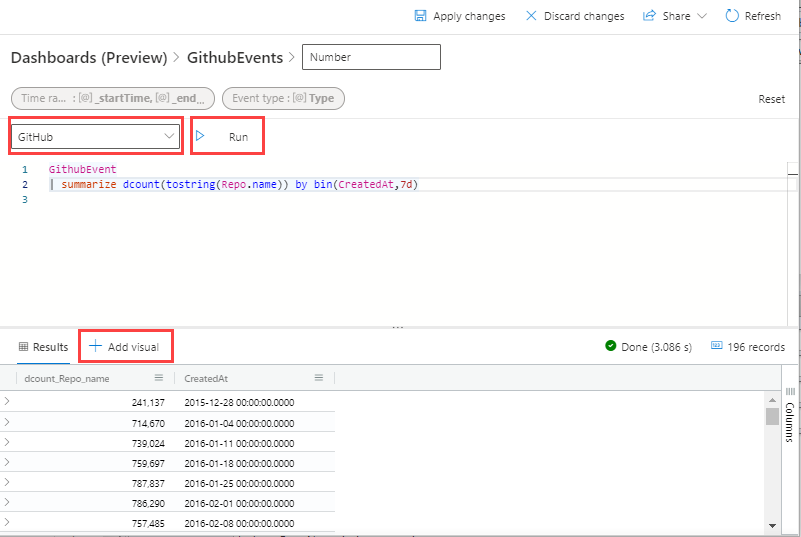 Apply changes Discard changes Share Refresh
Dashboards (Preview) > GithubEvents > Number
Time ra... : [@] _startTime, [@] _end_... Event type : [@] Type
Reset
GitHub Run
1 GithubEvent
2 | summarize dcount(tostring(Repo.name)) by bin(CreatedAt,7d)
3
...
Results + Add visual Done (3.086 s) 196 records
dcount_Repo_name CreatedAt
241,137 2015-12-28 00:00:00.0000
714,670 2016-01-04 00:00:00.0000
739,024 2016-01-11 00:00:00.0000
759,697 2016-01-18 00:00:00.0000
787,837 2016-01-25 00:00:00.0000
786,290 2016-02-01 00:00:00.0000
757,485 2016-02-08 00:00:00.0000
Columns